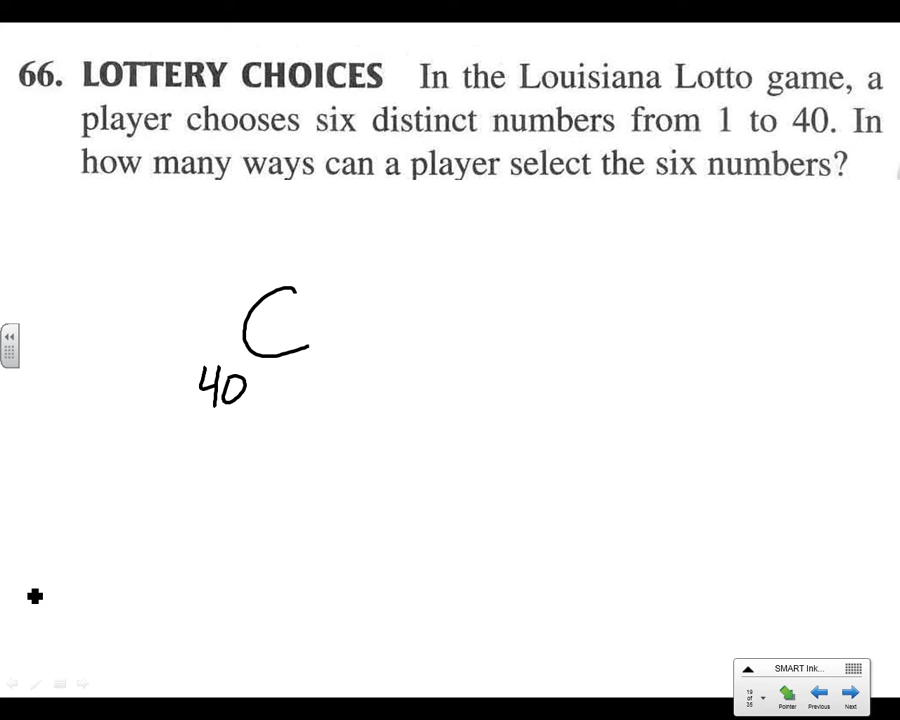 66. LOTTERY CHOICES In the Louisiana Lotto game, a
player chooses six distinct numbers from 1 to 40. In
how many ways can a player select the six numbers?
C
40
SMART Ink...
19
of
35
Pointer Previous Next